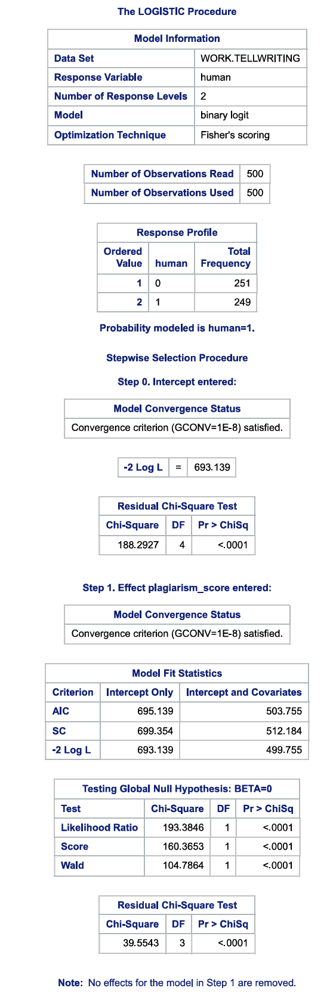 The LOGISTIC Procedure
Model Information
Data Set WORK.TELLWRITING
Response Variable human
Number of Response Levels 2
Model binary logit
Optimization Technique Fisher's scoring
Number of Observations Read 500
Number of Observations Used 500
Response Profile
Ordered Value human Total Frequency
1 0 251
2 1 249
Probability modeled is human=1.
Stepwise Selection Procedure
Step 0. Intercept entered:
Model Convergence Status
Convergence criterion (GCONV=1E-8) satisfied.
-2 Log L = 693.139
Residual Chi-Square Test
Chi-Square DF Pr > ChiSq
188.2927 4 <.0001
Step 1. Effect plagiarism_score entered:
Model Convergence Status
Convergence criterion (GCONV=1E-8) satisfied.
Model Fit Statistics
Criterion Intercept Only Intercept and Covariates
AIC 695.139 503.755
SC 699.354 512.184
-2 Log L 693.139 499.755
Testing Global Null Hypothesis: BETA=0
Test Chi-Square DF Pr > ChiSq
Likelihood Ratio 193.3846 1 <.0001
Score 160.3653 1 <.0001
Wald 104.7864 1 <.0001
Residual Chi-Square Test
Chi-Square DF Pr > ChiSq
39.5543 3 <.0001
Note: No effects for the model in Step 1 are removed.